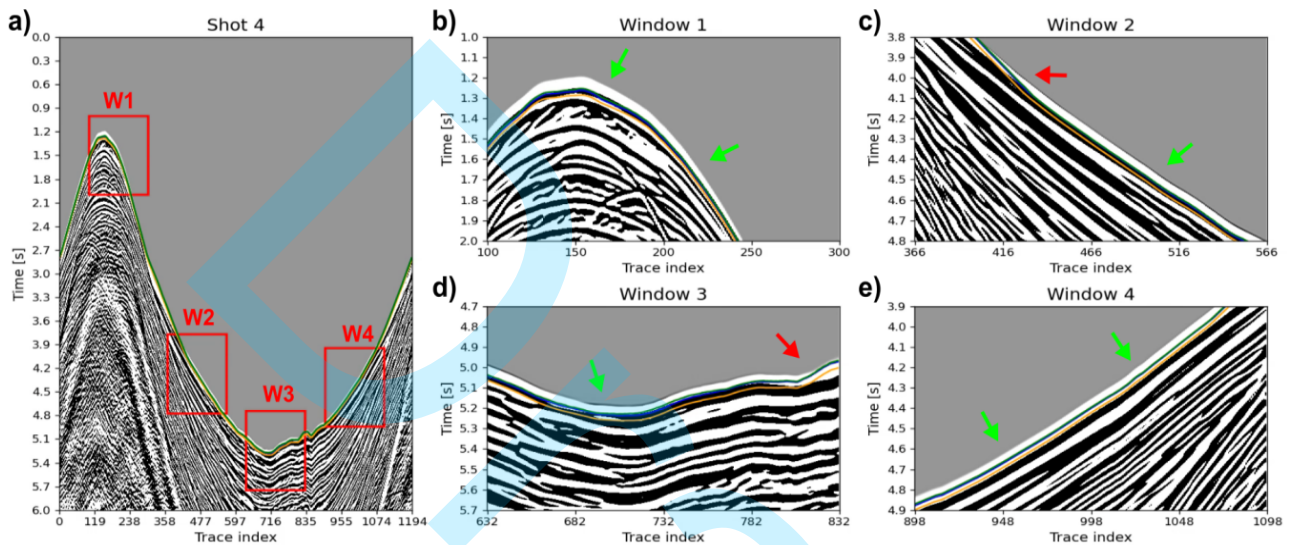 a)
Shot 4
0.0
0.3
0.6
0.9
1.2
1.5
1.8
2.1
2.4
2.7
3.0
3.3
3.6
3.9
4.2
4.5
4.8
5.1
5.4
5.7
6.0
Time [s]
W1
W2
W3
W4
0 119 238 358 477 597 716 835 955 1074 1194
Trace index
b)
Window 1
1.0
1.1
1.2
1.3
1.4
1.5
1.6
1.7
1.8
1.9
2.0
Time [s]
100 150 200 250 300
Trace index
c)
Window 2
3.8
3.9
4.0
4.1
4.2
4.3
4.4
4.5
4.6
4.7
4.8
Time [s]
366 416 466 516 566
Trace index
d)
Window 3
4.7
4.8
4.9
5.0
5.1
5.2
5.3
5.4
5.5
5.6
5.7
Time [s]
632 682 732 782 832
Trace index
e)
Window 4
3.9
4.0
4.1
4.2
4.3
4.4
4.5
4.6
4.7
4.8
4.9
Time [s]
898 948 998 1048 1098
Trace index